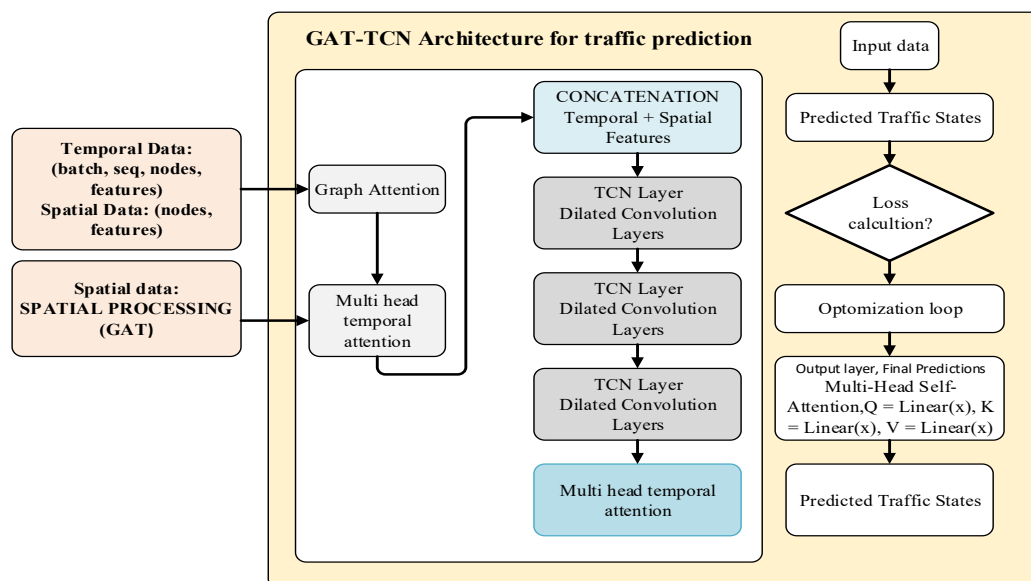 GAT-TCN Architecture for traffic prediction
Temporal Data:
(batch, seq, nodes,
features)
Spatial Data: (nodes,
features)
Spatial data:
SPATIAL PROCESSING
(GAT)
Graph Attention
Multi head
temporal
attention
CONCATENATION
Temporal + Spatial
Features
TCN Layer
Dilated Convolution
Layers
TCN Layer
Dilated Convolution
Layers
TCN Layer
Dilated Convolution
Layers
Multi head temporal
attention
Input data
Predicted Traffic States
Loss
calcultion?
Optomization loop
Output layer, Final Predictions
Multi-Head Self-
Attention,Q = Linear(x), K
= Linear(x), V = Linear(x)
Predicted Traffic States